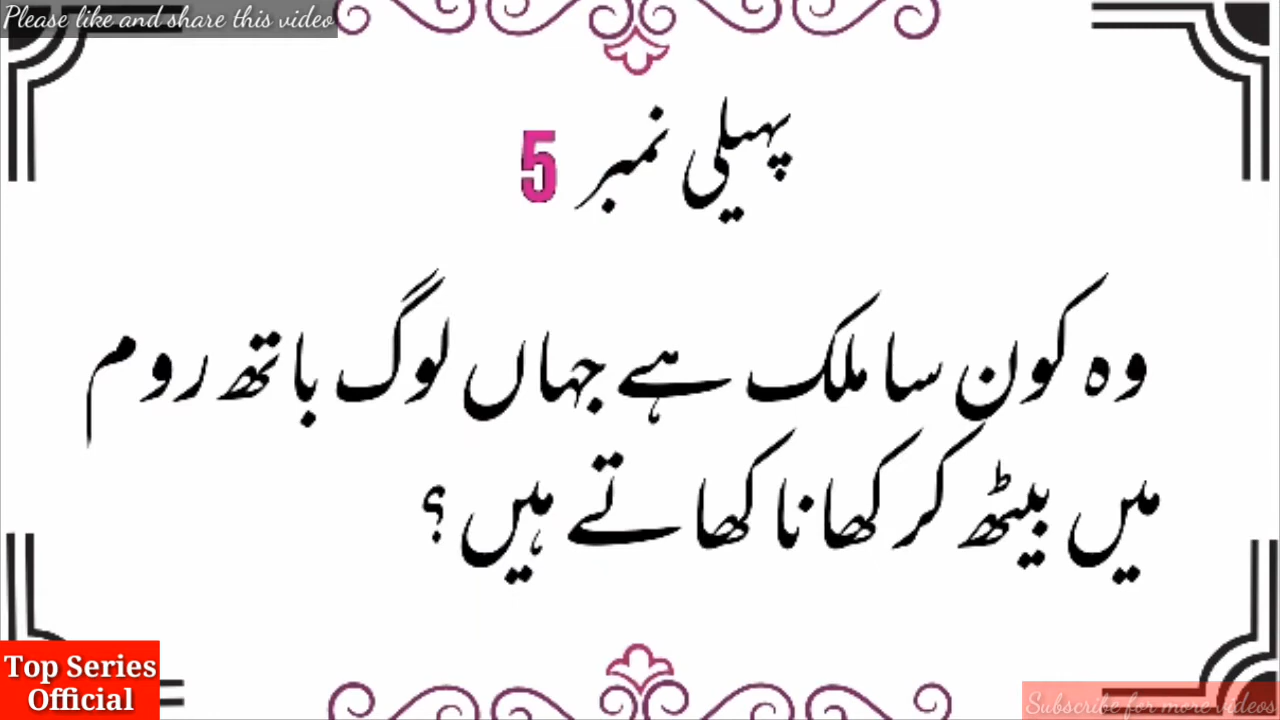 Please like and share this video
پہیلی نمبر 5
وہ کون سا ملک ہے جہاں لوگ باتھ روم
میں بیٹھ کر کھانا کھاتے ہیں؟
Top Series
Official
Subscribe for more videos